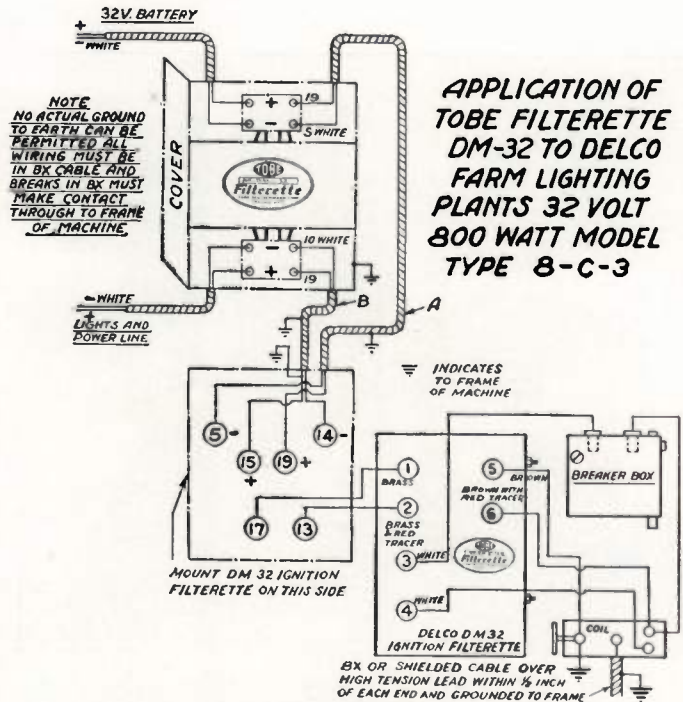 32V. BATTERY
+
-
WHITE
APPLICATION OF
TOBE FILTERETTE
DM-32 TO DELCO
FARM LIGHTING
PLANTS 32 VOLT
800 WATT MODEL
TYPE 8-C-3
NOTE
NO ACTUAL GROUND
TO EARTH CAN BE
PERMITTED ALL
WIRING MUST BE
IN BX CABLE AND
BREAKS IN BX MUST
MAKE CONTACT
THROUGH TO FRAME
OF MACHINE
COVER
+ 19
-
5 WHITE
TOBE
Filterette
10 WHITE
-
+ 19
- WHITE
+
LIGHTS AND
POWER LINE
B
A
INDICATES
TO FRAME
OF MACHINE
5 -
14 -
15
+
19 +
17
13
MOUNT DM 32 IGNITION
FILTERETTE ON THIS SIDE
1
BRASS
2
BRASS
& RED
TRACER
3 WHITE
4 WHITE
5
BROWN
BROWN WITH
RED TRACER
6
Filterette
DELCO DM32
IGNITION FILTERETTE
BREAKER BOX
COIL
BX OR SHIELDED CABLE OVER
HIGH TENSION LEAD WITHIN ½ INCH
OF EACH END AND GROUNDED TO FRAME